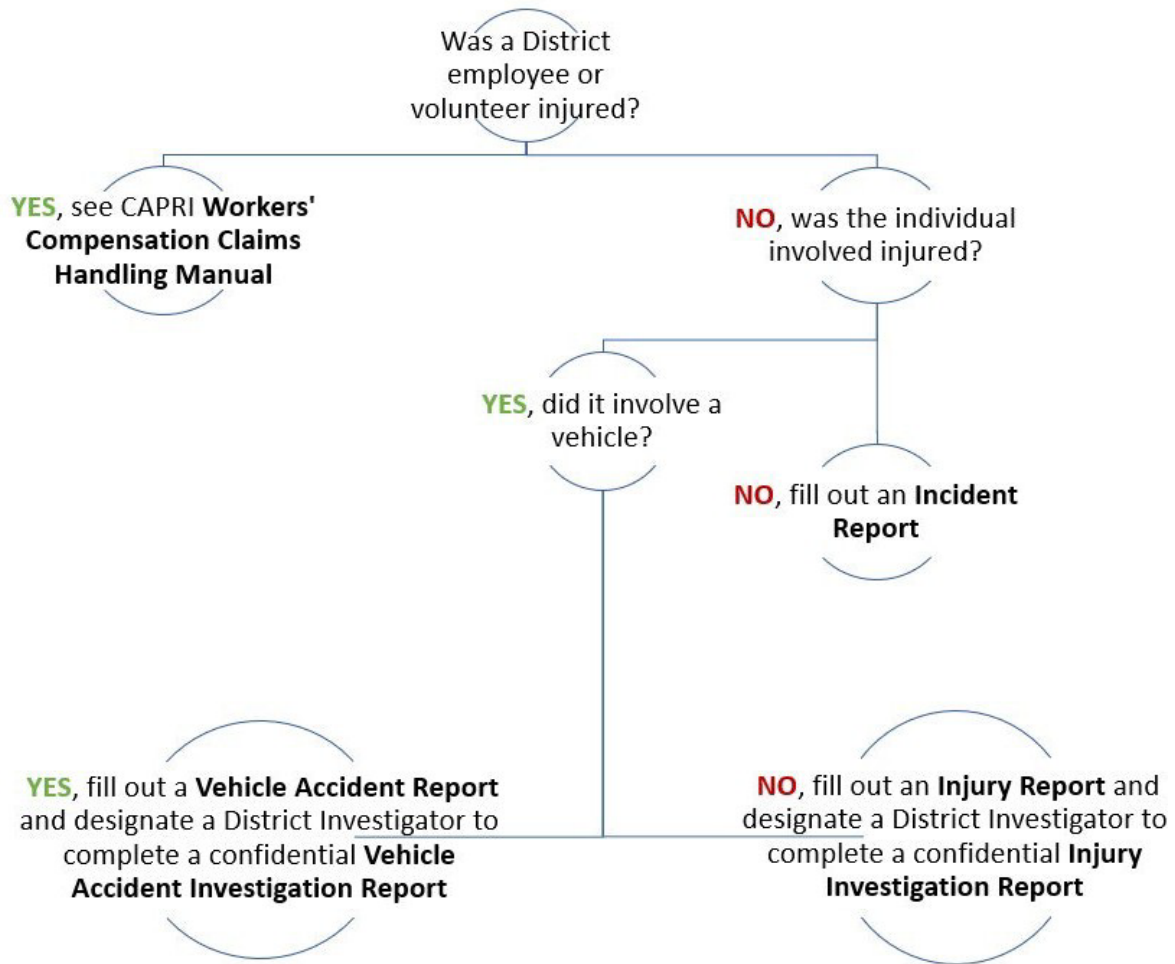 Was a District
employee or
volunteer injured?
YES, see CAPRI Workers'
Compensation Claims
Handling Manual
NO, was the individual
involved injured?
YES, did it involve a
vehicle?
NO, fill out an Incident
Report
YES, fill out a Vehicle Accident Report
and designate a District Investigator to
complete a confidential Vehicle
Accident Investigation Report
NO, fill out an Injury Report and
designate a District Investigator to
complete a confidential Injury
Investigation Report